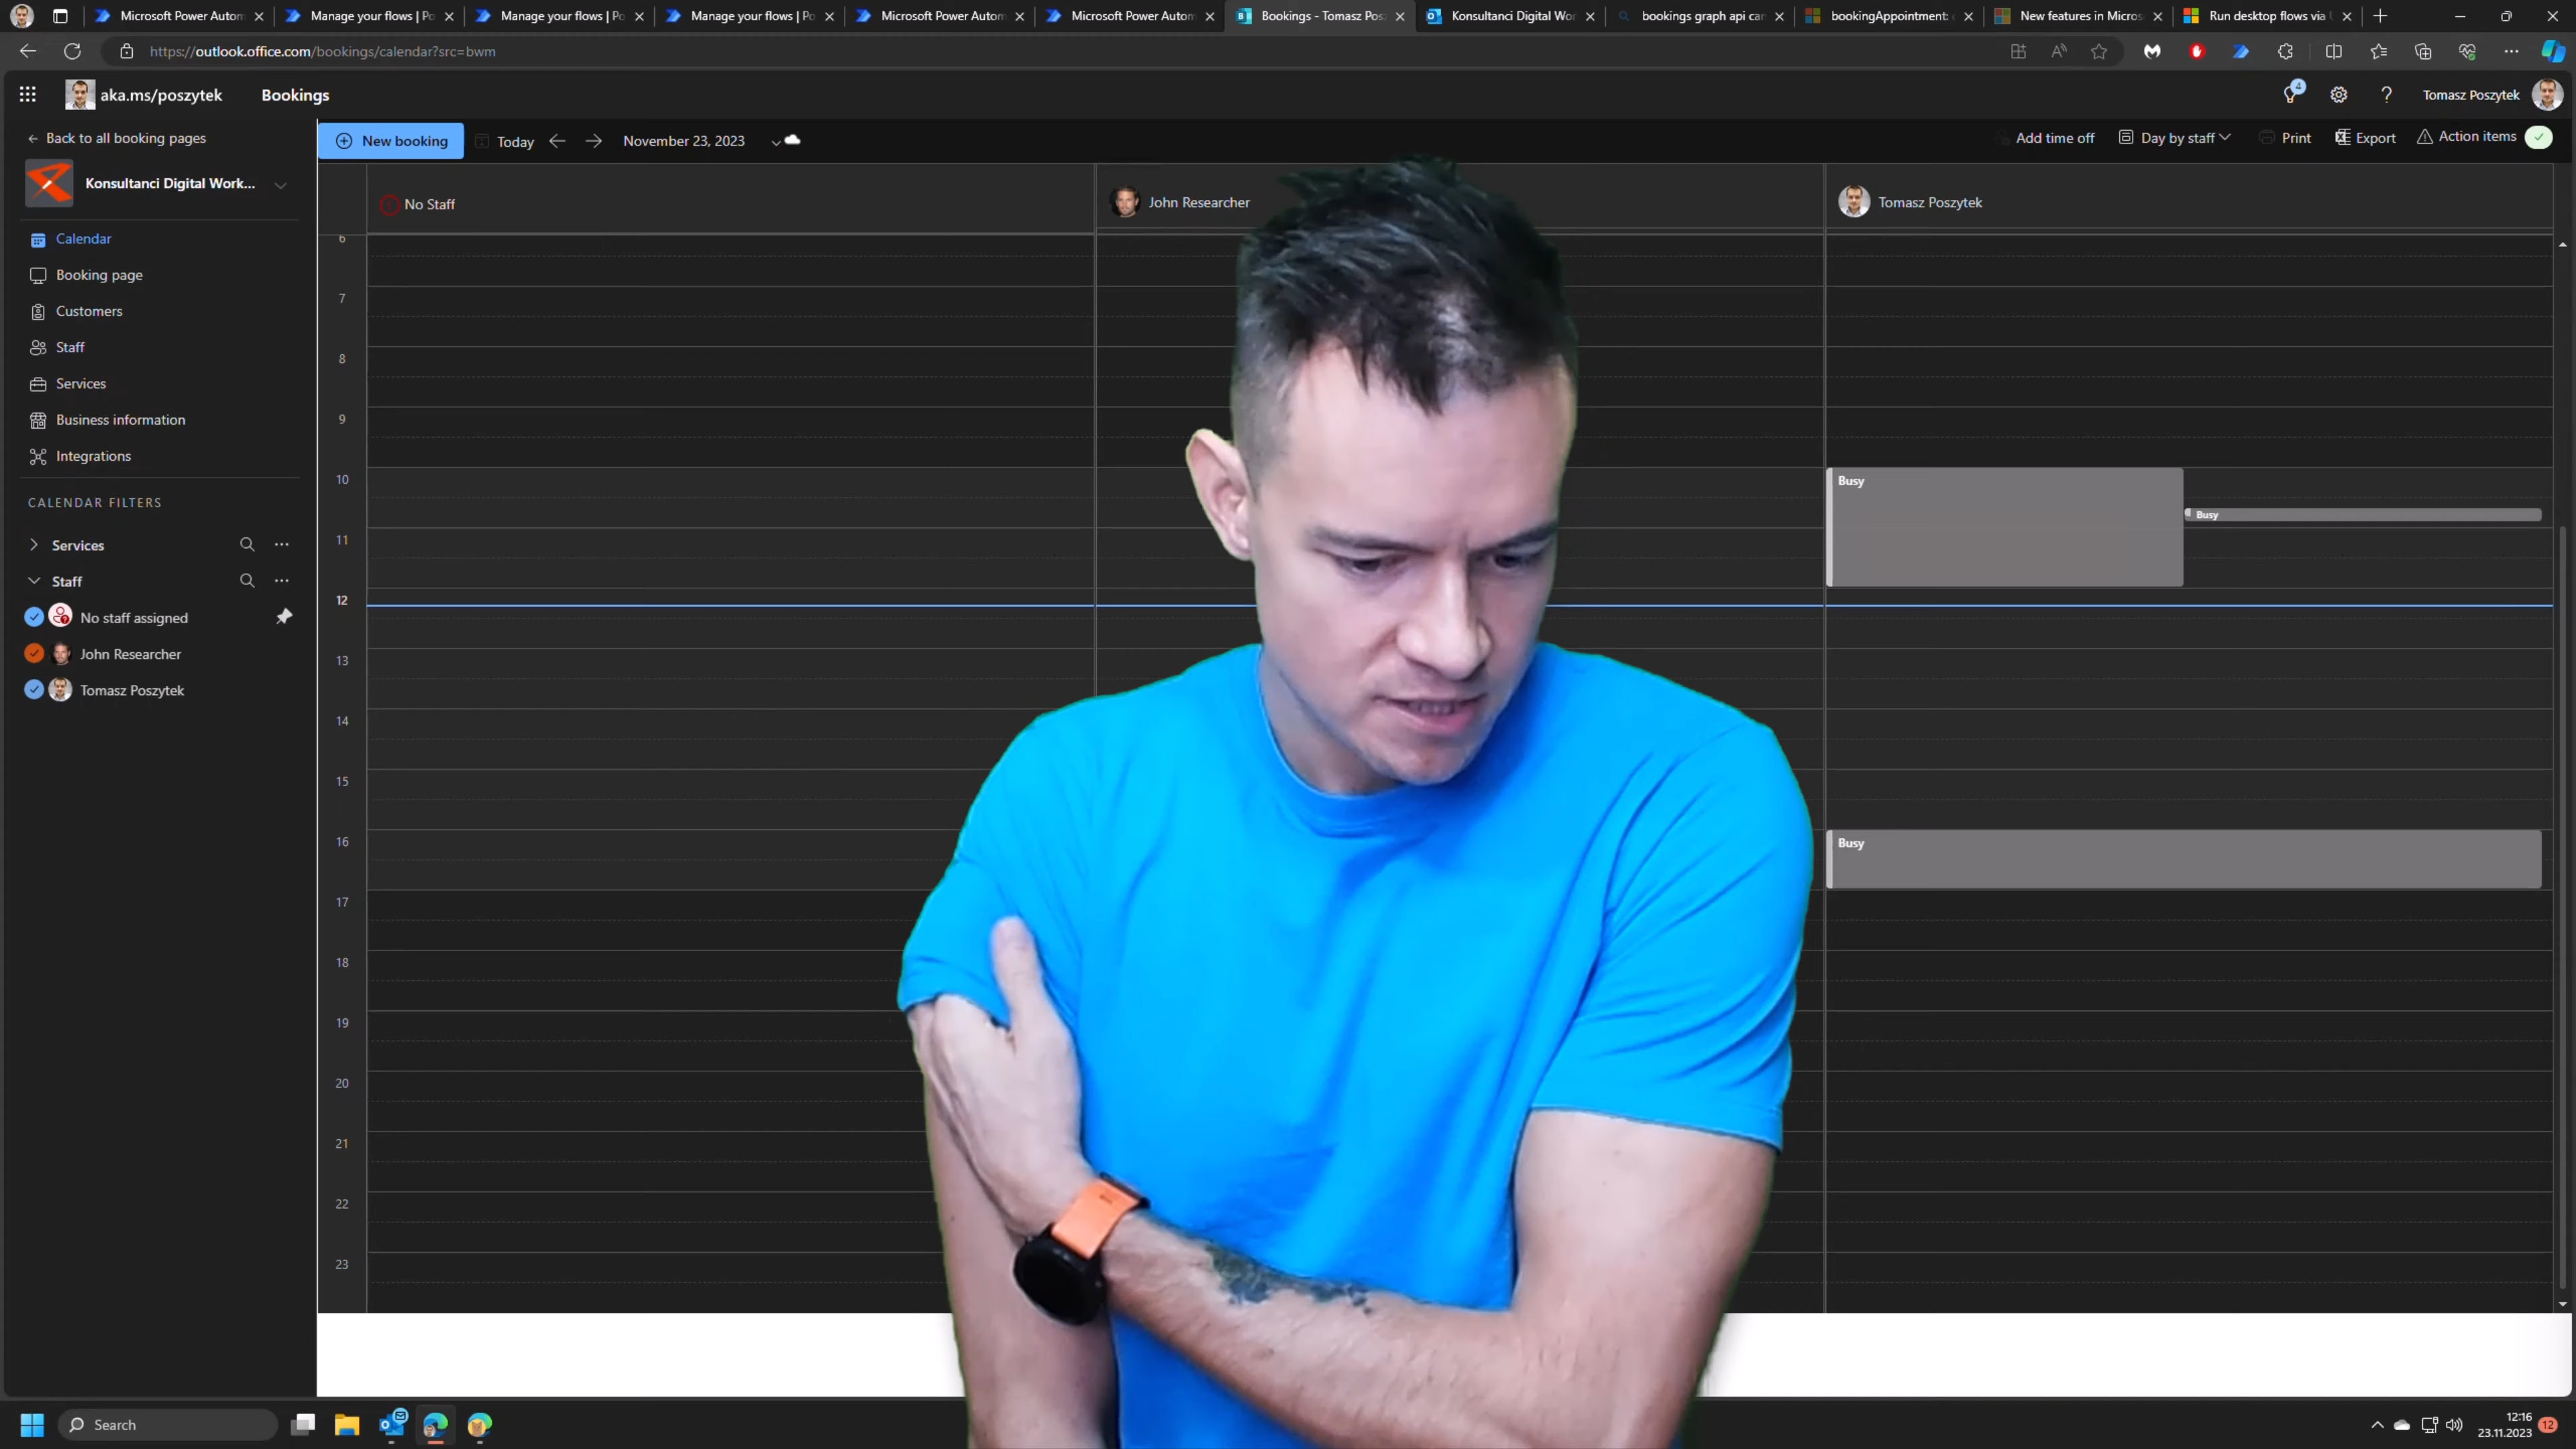 Microsoft Power Autom
Manage your flows | Po
Manage your flows | Po
Manage your flows | Po
Microsoft Power Autom
Microsoft Power Autom
Bookings - Tomasz Pos
Konsultanci Digital Wor
bookings graph api can
bookingAppointment:
New features in Micros
Run desktop flows via
https://outlook.office.com/bookings/calendar?src=bwm
aka.ms/poszytek
Bookings
4
?
Tomasz Poszytek
Back to all booking pages
New booking
Today
November 23, 2023
Add time off
Day by staff
Print
Export
Action items
Konsultanci Digital Work...
No Staff
John Researcher
Tomasz Poszytek
Calendar
Booking page
Customers
Staff
Services
Business information
Integrations
CALENDAR FILTERS
Services
Staff
No staff assigned
John Researcher
Tomasz Poszytek
6
7
8
9
10
11
12
13
14
15
16
17
18
19
20
21
22
23
Busy
Busy
Busy
Search
12:16
23.11.2023
12